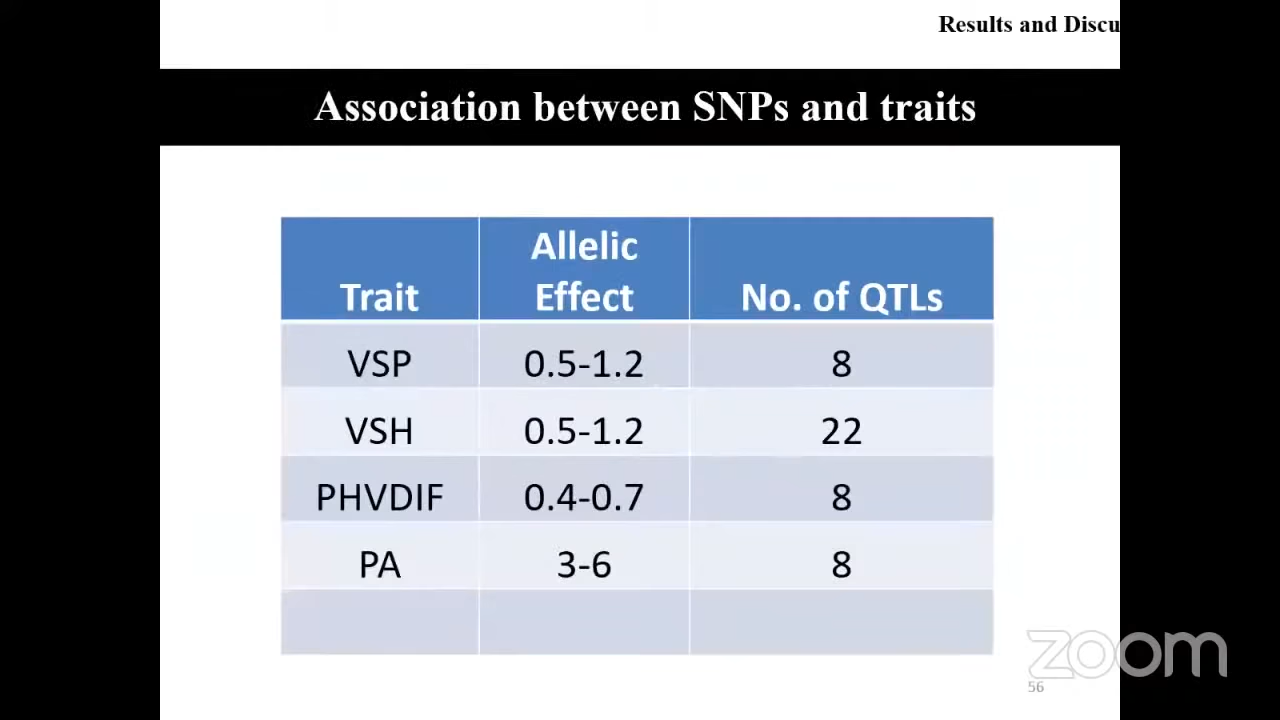 Results and Discu
Association between SNPs and traits
Trait Allelic Effect No. of QTLs
VSP 0.5-1.2 8
VSH 0.5-1.2 22
PHVDIF 0.4-0.7 8
PA 3-6 8
zoom
56